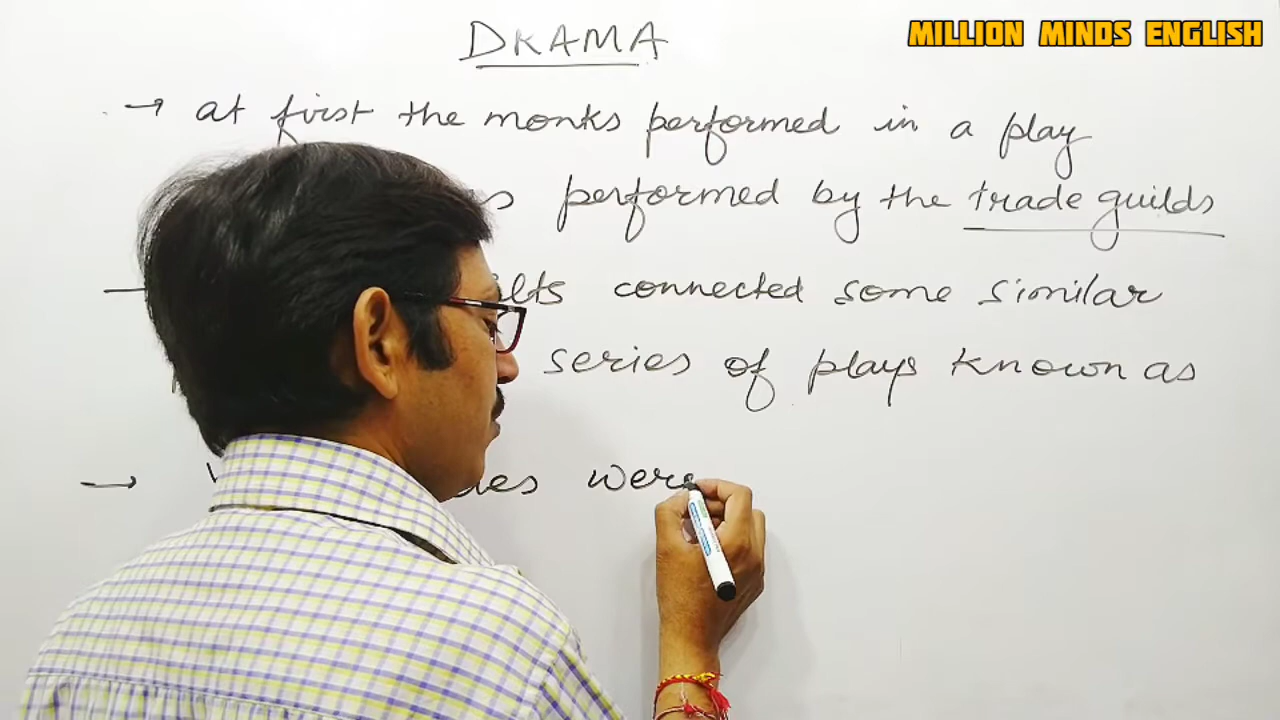 MILLION MINDS ENGLISH
DRAMA
→ at first the monks performed in a play
performed by the trade guilds
connected some similar
series of plays known as
→ were